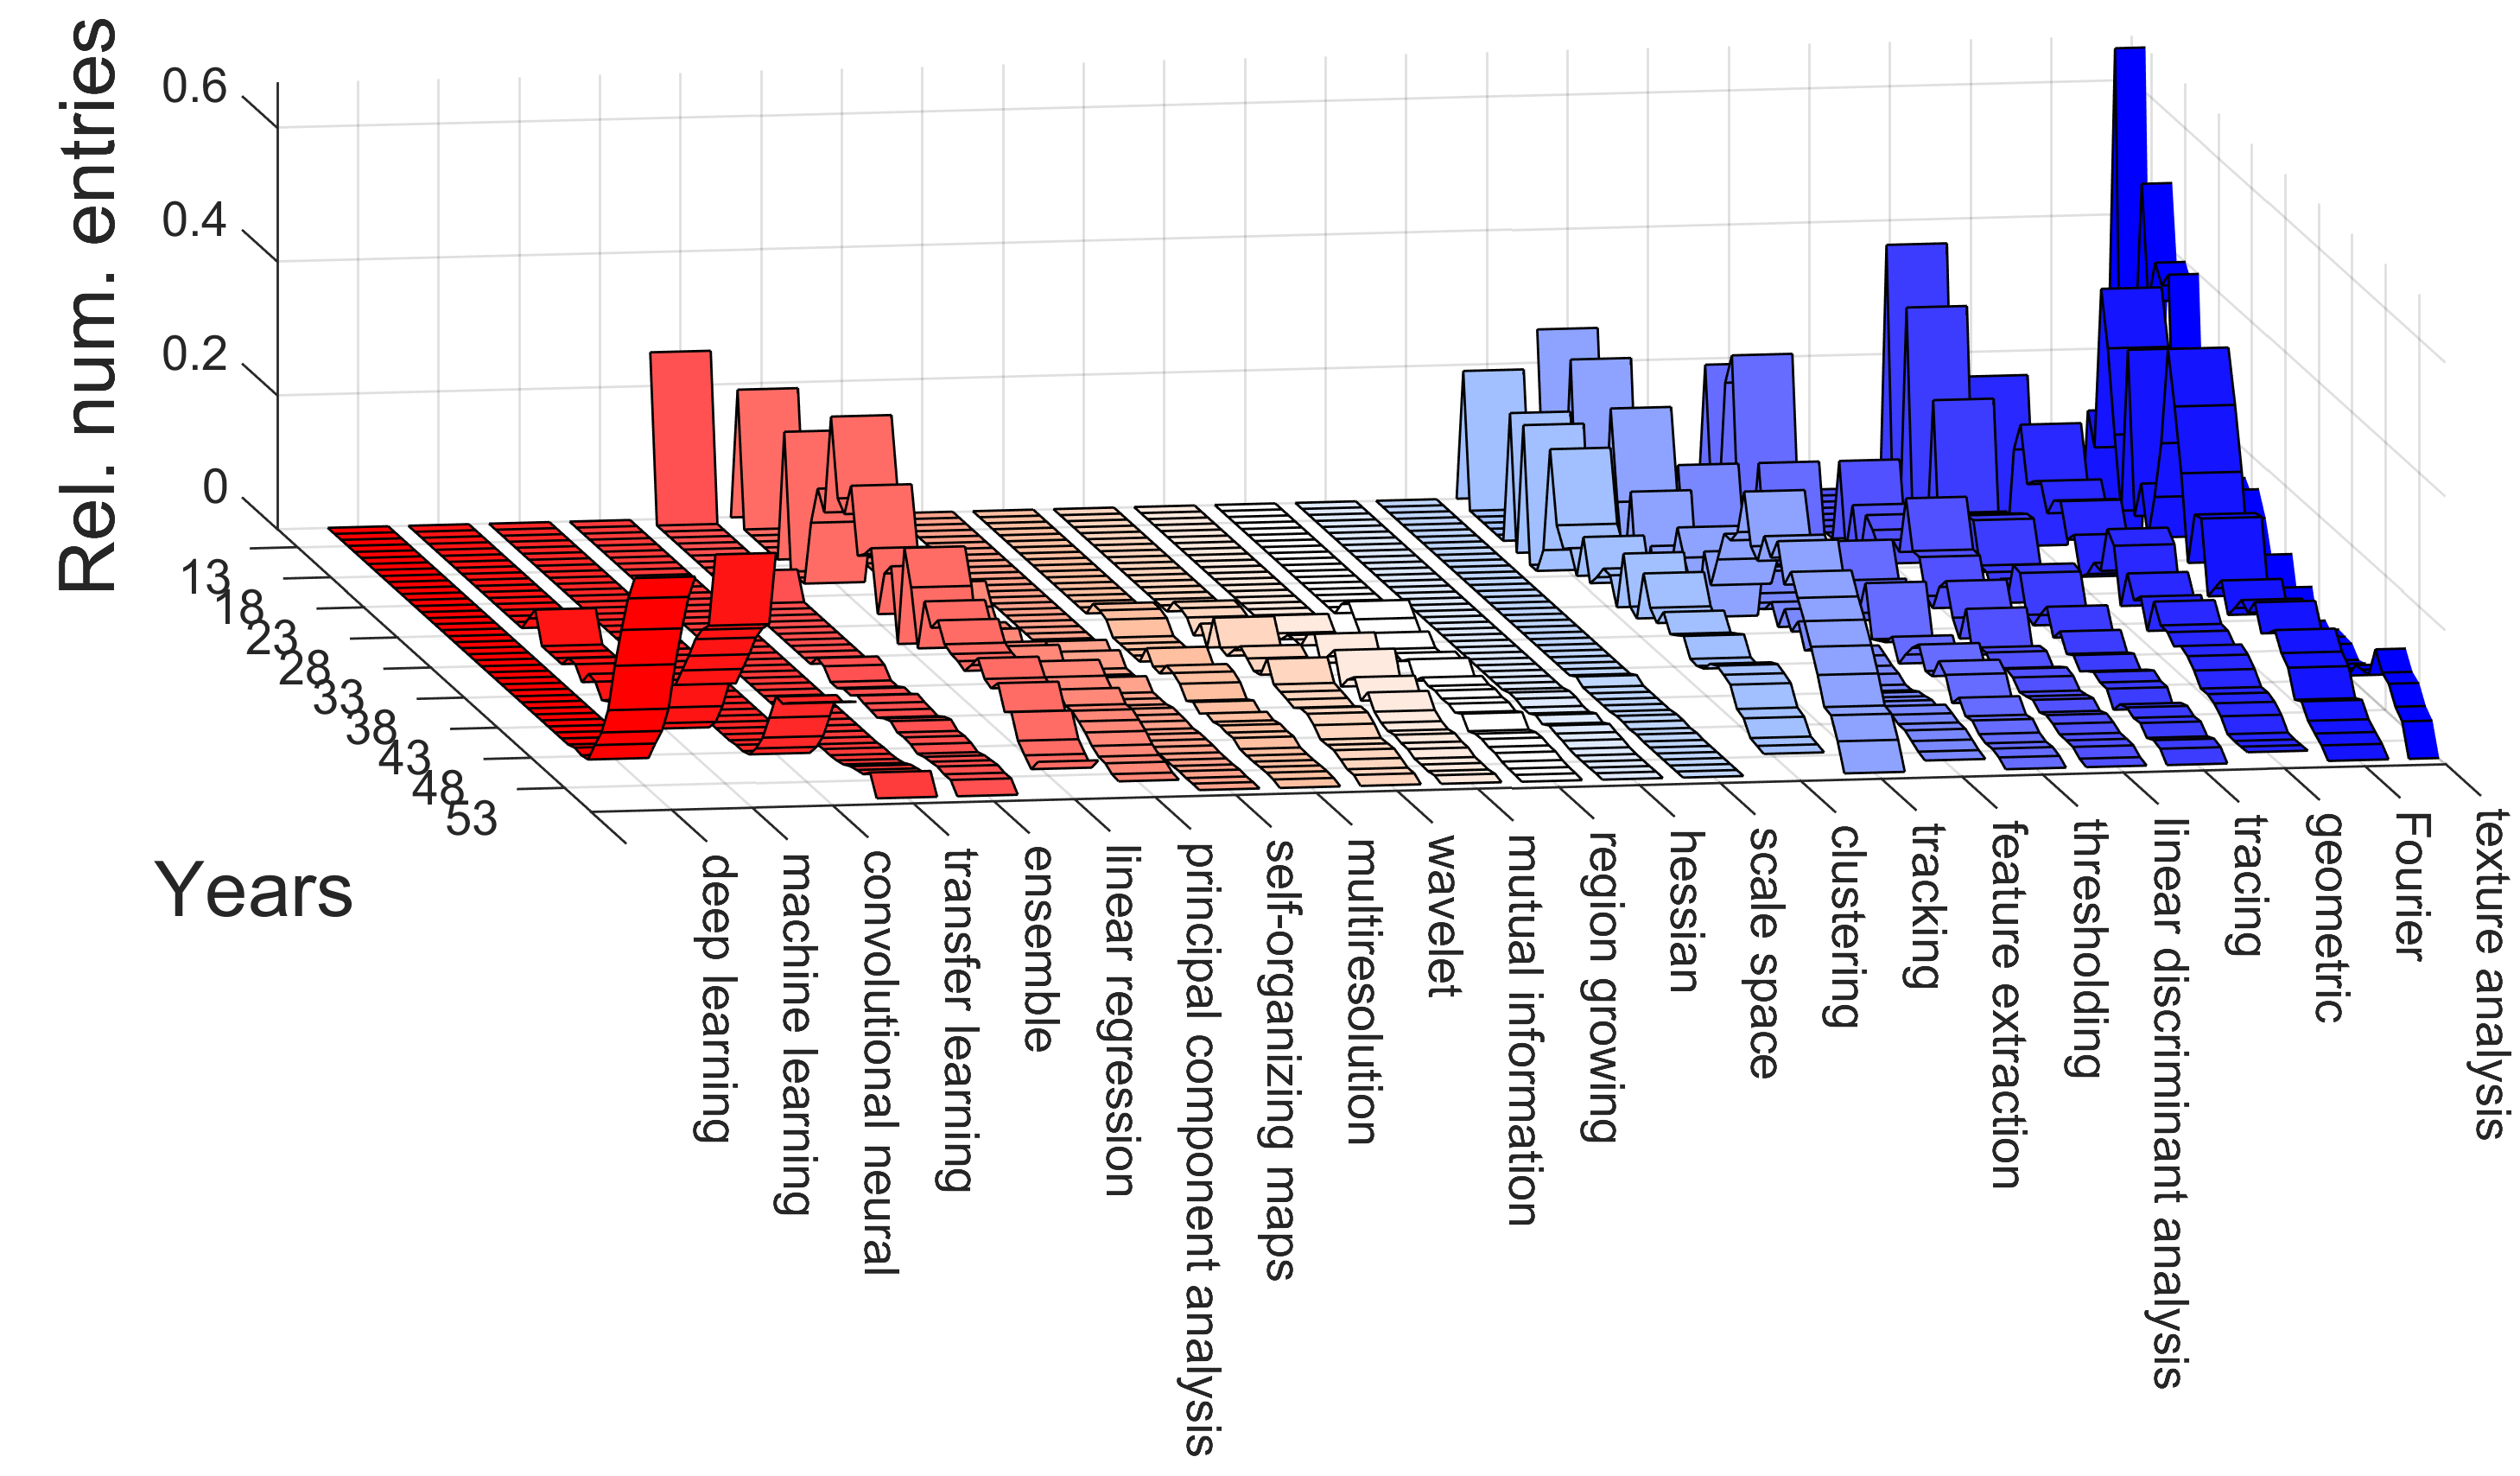 Rel. num. entries
0.6
0.4
0.2
0
13
18
23
28
33
38
43
48
53
Years
deep learning
machine learning
convolutional neural
transfer learning
ensemble
linear regression
principal component analysis
self-organizing maps
multiresolution
wavelet
mutual information
region growing
hessian
scale space
clustering
tracking
feature extraction
thresholding
linear discriminant analysis
tracing
geometric
Fourier
texture analysis